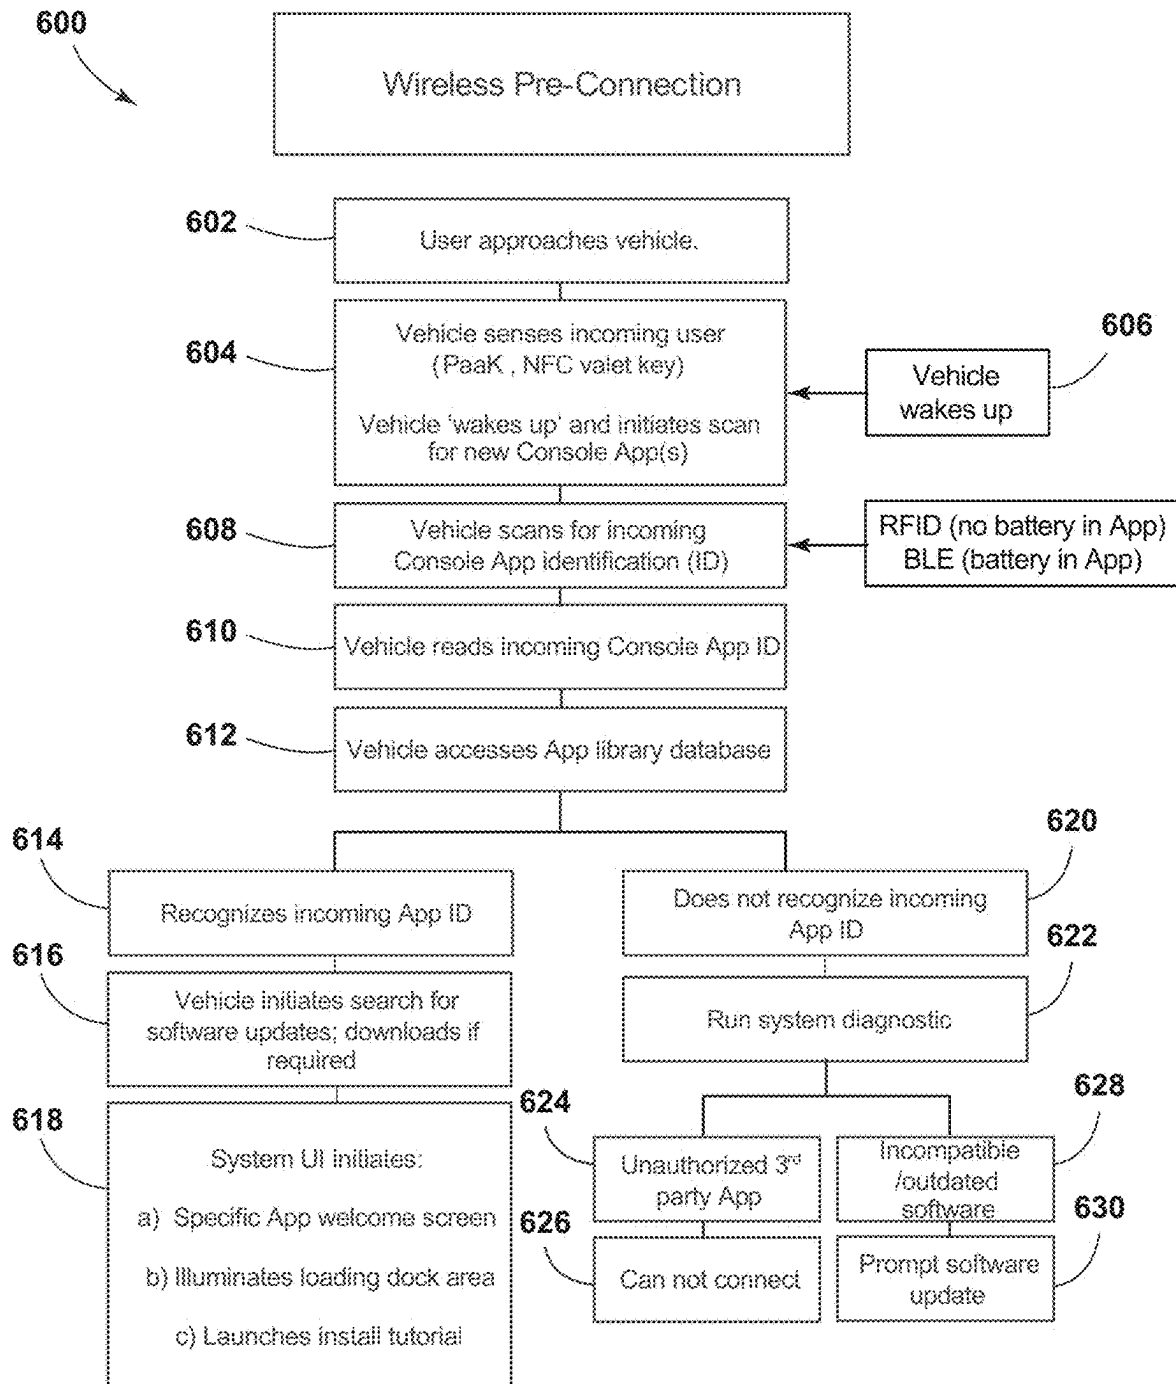 600
Wireless Pre-Connection
602
User approaches vehicle.
604
Vehicle senses incoming user
(PaaK , NFC valet key)
Vehicle 'wakes up' and initiates scan
for new Console App(s)
606
Vehicle
wakes up
608
Vehicle scans for incoming
Console App identification (ID)
RFID (no battery in App)
BLE (battery in App)
610
Vehicle reads incoming Console App ID
612
Vehicle accesses App library database
614
Recognizes incoming App ID
616
Vehicle initiates search for
software updates; downloads if
required
618
System UI Initiates:
a) Specific App welcome screen
b) Illuminates loading dock area
c) Launches install tutorial
620
Does not recognize incoming
App ID
622
Run system diagnostic
624
Unauthorized 3rd
party App
626
Can not connect
628
Incompatible
/outdated
software
630
Prompt software
update